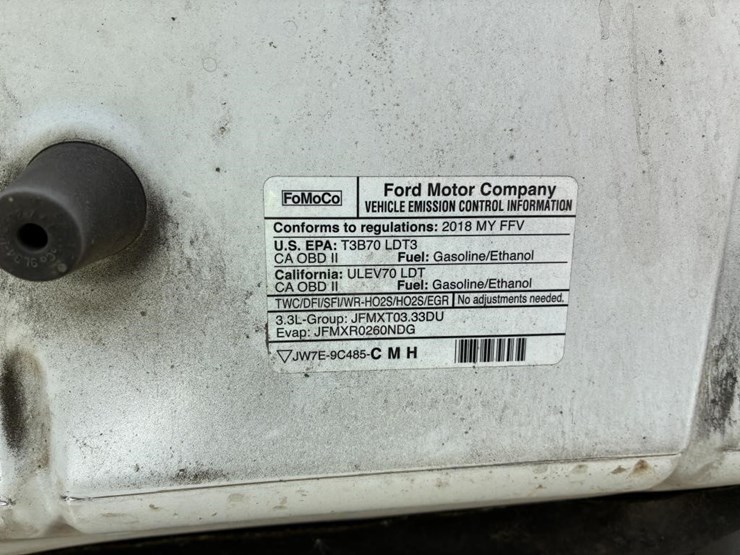 FoMoCo
Ford Motor Company
VEHICLE EMISSION CONTROL INFORMATION
Conforms to regulations: 2018 MY FFV
U.S. EPA: T3B70 LDT3
CA OBD II Fuel: Gasoline/Ethanol
California: ULEV70 LDT
CA OBD II Fuel: Gasoline/Ethanol
TWC/DFI/SFI/WR-HO2S/HO2S/EGR No adjustments needed.
3.3L-Group: JFMXT03.33DU
Evap: JFMXR0260NDG
JW7E-9C485-C M H